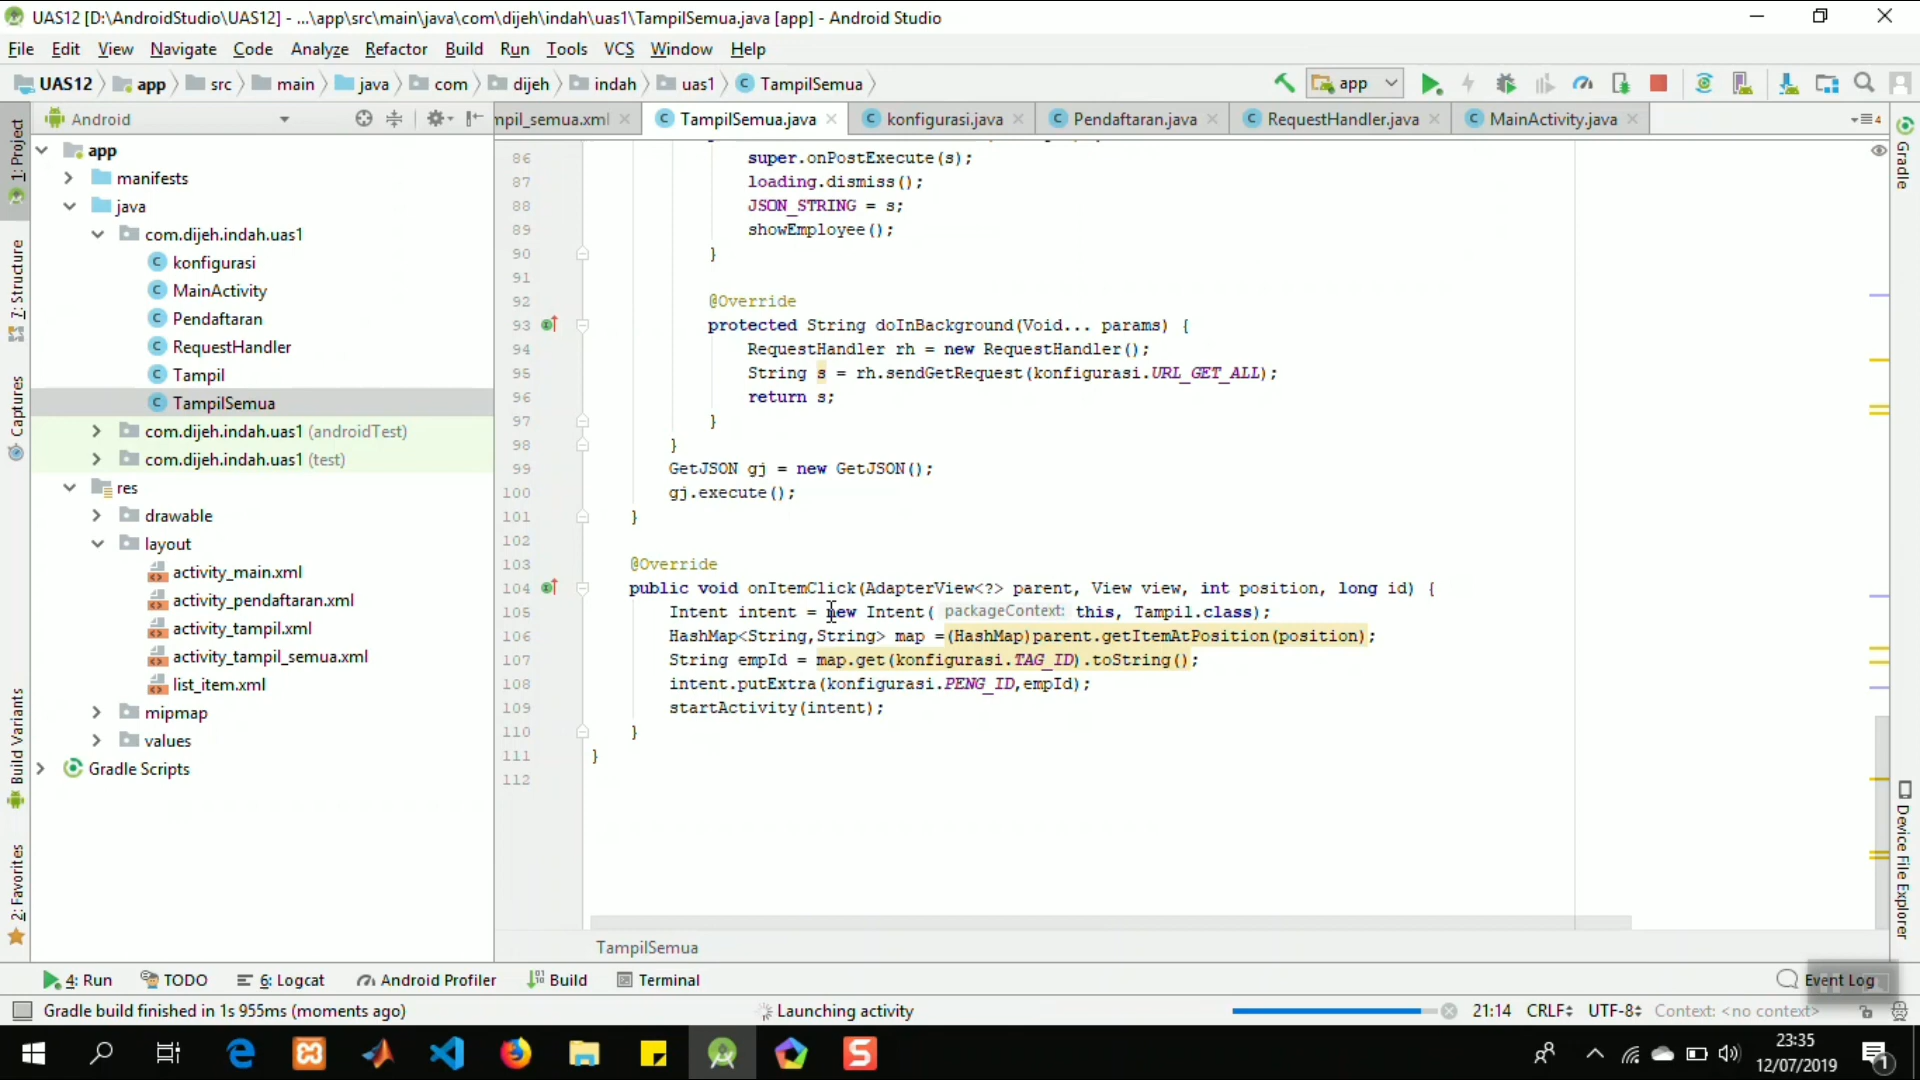 UAS12 [D:\AndroidStudio\UAS12] - ...\app\src\main\java\com\dijeh\indah\uas1\TampilSemua.java [app] - Android Studio
File Edit View Navigate Code Analyze Refactor Build Run Tools VCS Window Help
UAS12 app src main java com dijeh indah uas1 TampilSemua app
Android mpil_semua.xml TampilSemua.java konfigurasi.java Pendaftaran.java RequestHandler.java MainActivity.java 4
1: Project
7: Structure
Captures
Build Variants
2: Favorites
app
manifests
java
com.dijeh.indah.uas1
konfigurasi
MainActivity
Pendaftaran
RequestHandler
Tampil
TampilSemua
com.dijeh.indah.uas1 (androidTest)
com.dijeh.indah.uas1 (test)
res
drawable
layout
activity_main.xml
activity_pendaftaran.xml
activity_tampil.xml
activity_tampil_semua.xml
list_item.xml
mipmap
values
Gradle Scripts
86 super.onPostExecute(s);
87 loading.dismiss();
88 JSON_STRING = s;
89 showEmployee();
90 }
91
92 @Override
93 protected String doInBackground(Void... params) {
94 RequestHandler rh = new RequestHandler();
95 String s = rh.sendGetRequest(konfigurasi.URL_GET_ALL);
96 return s;
97 }
98 }
99 GetJSON gj = new GetJSON();
100 gj.execute();
101 }
102
103 @Override
104 public void onItemClick(AdapterView<?> parent, View view, int position, long id) {
105 Intent intent = new Intent( packageContext: this, Tampil.class);
106 HashMap<String,String> map =(HashMap)parent.getItemAtPosition(position);
107 String empId = map.get(konfigurasi.TAG_ID).toString();
108 intent.putExtra(konfigurasi.PENG_ID,empId);
109 startActivity(intent);
110 }
111 }
112
TampilSemua
Gradle
Device File Explorer
4: Run TODO 6: Logcat Android Profiler Build Terminal Event Log
Gradle build finished in 1s 955ms (moments ago) Launching activity 21:14 CRLF UTF-8 Context: <no context>
23:35
12/07/2019
1